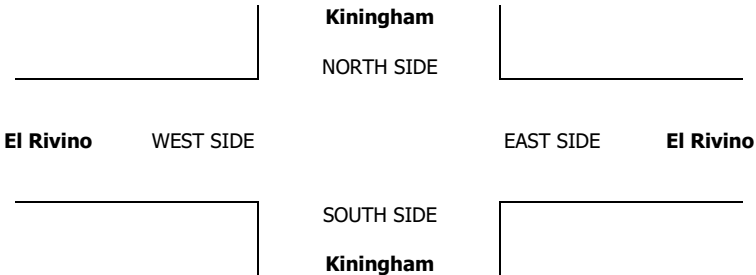 Kiningham
NORTH SIDE
El Rivino WEST SIDE EAST SIDE El Rivino
SOUTH SIDE
Kiningham